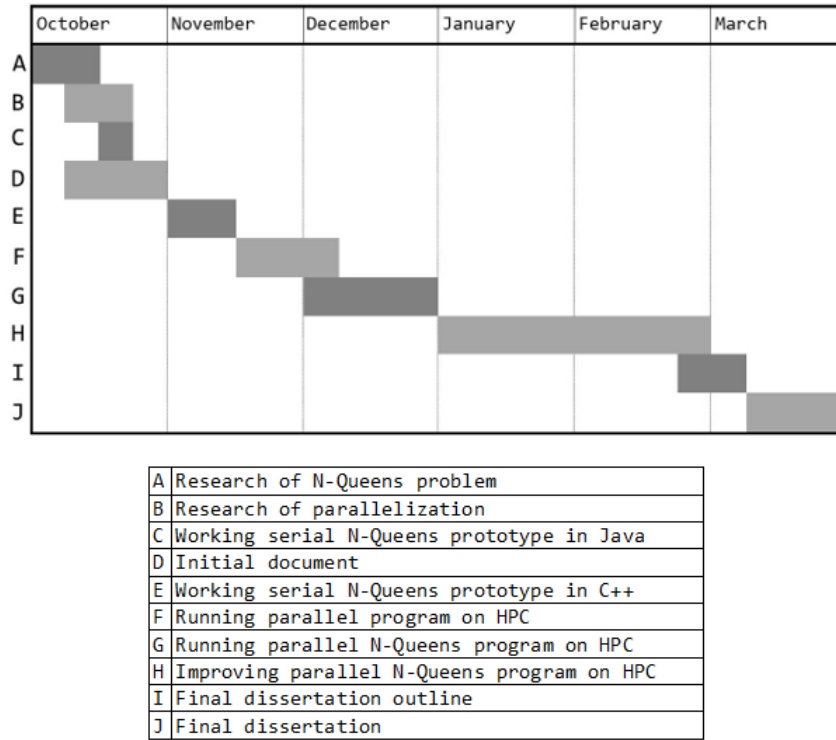 October November December January February March
A
B
C
D
E
F
G
H
I
J
A Research of N-Queens problem
B Research of parallelization
C Working serial N-Queens prototype in Java
D Initial document
E Working serial N-Queens prototype in C++
F Running parallel program on HPC
G Running parallel N-Queens program on HPC
H Improving parallel N-Queens program on HPC
I Final dissertation outline
J Final dissertation